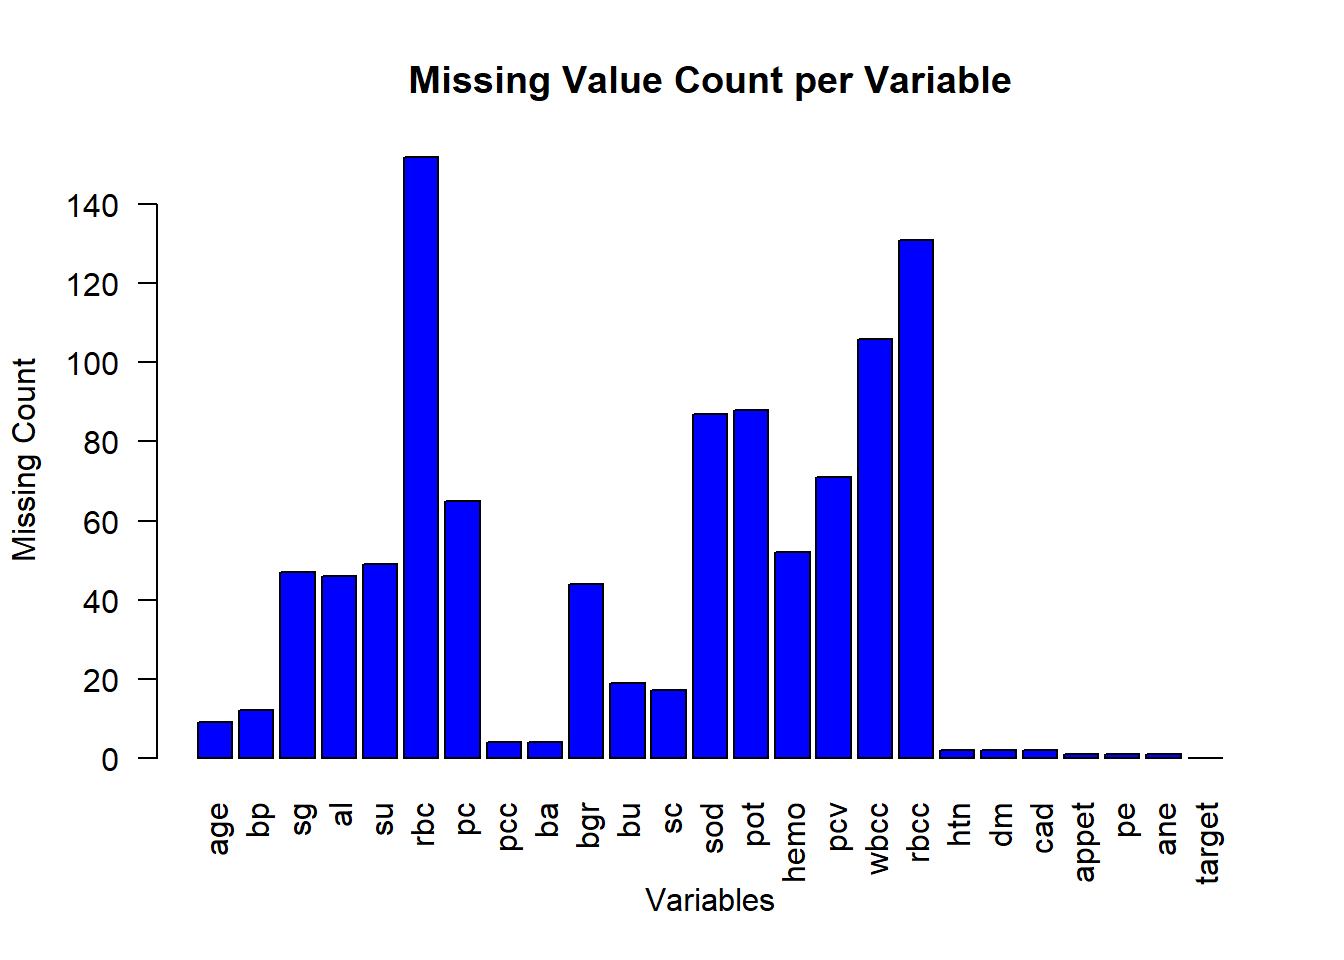 Missing Value Count per Variable
Missing Count
140
120
100
80
60
40
20
0
age
bp
sg
al
su
rbc
pc
pcc
ba
bgr
bu
sc
sod
pot
hemo
pcv
wbcc
rbcc
htn
dm
cad
appet
pe
ane
target
Variables